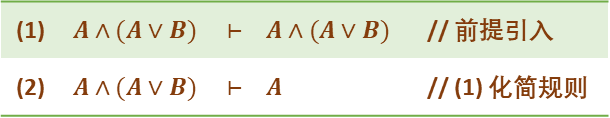 (1) A ∧ (A ∨ B) ⊢ A ∧ (A ∨ B) // 前提引入
(2) A ∧ (A ∨ B) ⊢ A // (1) 化简规则